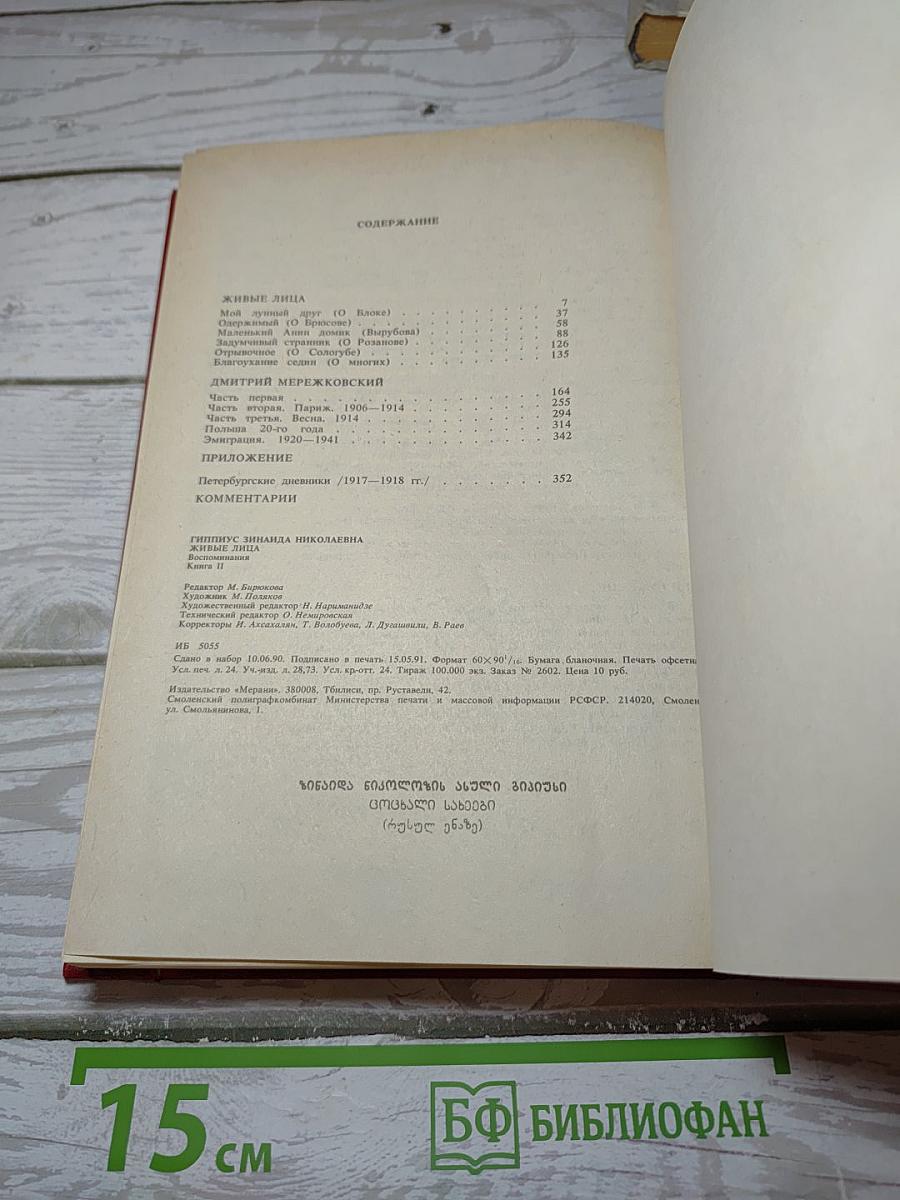 СОДЕРЖАНИЕ
ЖИВЫЕ ЛИЦА
Мой лунный друг (О Блоке) . . . . . . . . . . 7
Одержимый (О Брюсове) . . . . . . . . . . . 37
Маленький Анин домик (Вырубова) . . . . . . . . 58
Задумчивый странник (О Розанове) . . . . . . . . 88
Отрывочное (О Сологубе) . . . . . . . . . . . 126
Благоухание седин (О многих) . . . . . . . . . 135
ДМИТРИЙ МЕРЕЖКОВСКИЙ
Часть первая . . . . . . . . . . . . . . . 164
Часть вторая. Париж. 1906—1914 . . . . . . . . . 255
Часть третья. Весна. 1914 . . . . . . . . . . . 294
Польша 20-го года . . . . . . . . . . . . . 314
Эмиграция. 1920—1941 . . . . . . . . . . . . 342
ПРИЛОЖЕНИЕ
Петербургские дневники /1917—1918 гг./ . . . . . . . 352
КОММЕНТАРИИ
ГИППИУС ЗИНАИДА НИКОЛАЕВНА
ЖИВЫЕ ЛИЦА
Воспоминания
Книга II
Редактор М. Бирюкова
Художник М. Поляков
Художественный редактор Н. Нариманидзе
Технический редактор О. Немировская
Корректоры И. Ахсахалян, Т. Волобуева, Л. Дугашвили, В. Раев
ИБ 5055
Сдано в набор 10.06.90. Подписано в печать 15.05.91. Формат 60×90 1/16. Бумага бланочная. Печать офсетн
Усл. печ. л. 24. Уч.-изд. л. 28,73. Усл. кр-отт. 24. Тираж 100.000 экз. Заказ № 2602. Цена 10 руб.
Издательство «Мерани». 380008, Тбилиси, пр. Руставели, 42.
Смоленский полиграфкомбинат Министерства печати и массовой информации РСФСР. 214020, Смолен
ул. Смольянинова, 1.
ზინაიდა ნიკოლოზის ასული გიპიუსი
ცოცხალი სახეები
(რუსულ ენაზე)
15 см
БФ БИБЛИОФАН